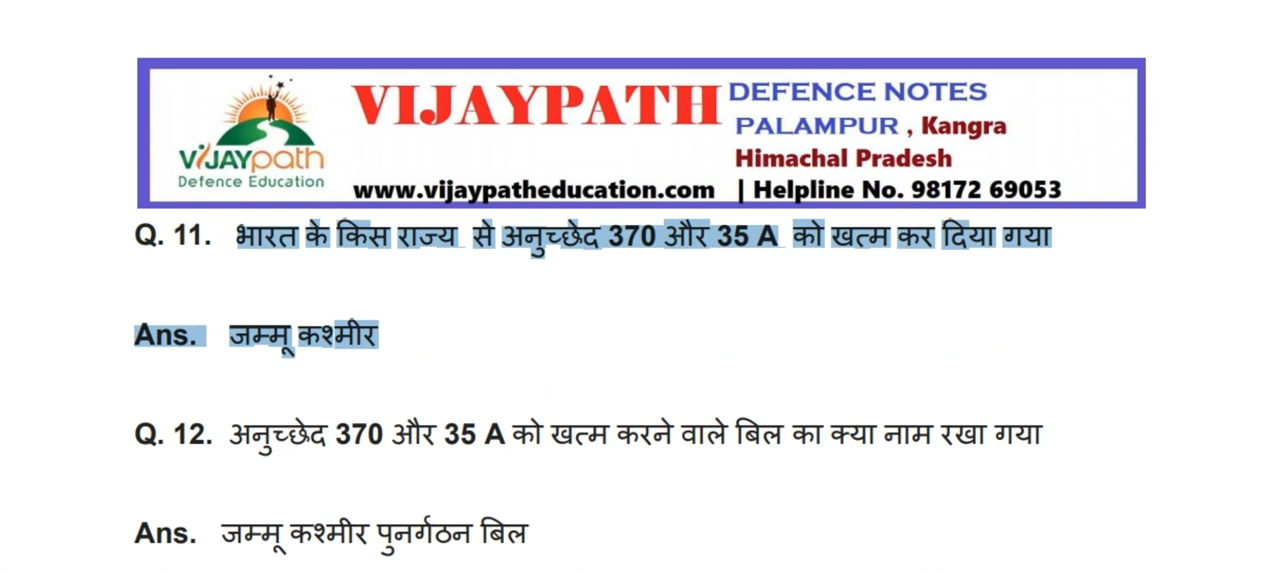 VIJAYPATH DEFENCE NOTES
PALAMPUR , Kangra
Himachal Pradesh
ViJAYpath
Defence Education
www.vijaypatheducation.com | Helpline No. 98172 69053
Q. 11. भारत के किस राज्य से अनुच्छेद 370 और 35 A को खत्म कर दिया गया
Ans. जम्मू कश्मीर
Q. 12. अनुच्छेद 370 और 35 A को खत्म करने वाले बिल का क्या नाम रखा गया
Ans. जम्मू कश्मीर पुनर्गठन बिल